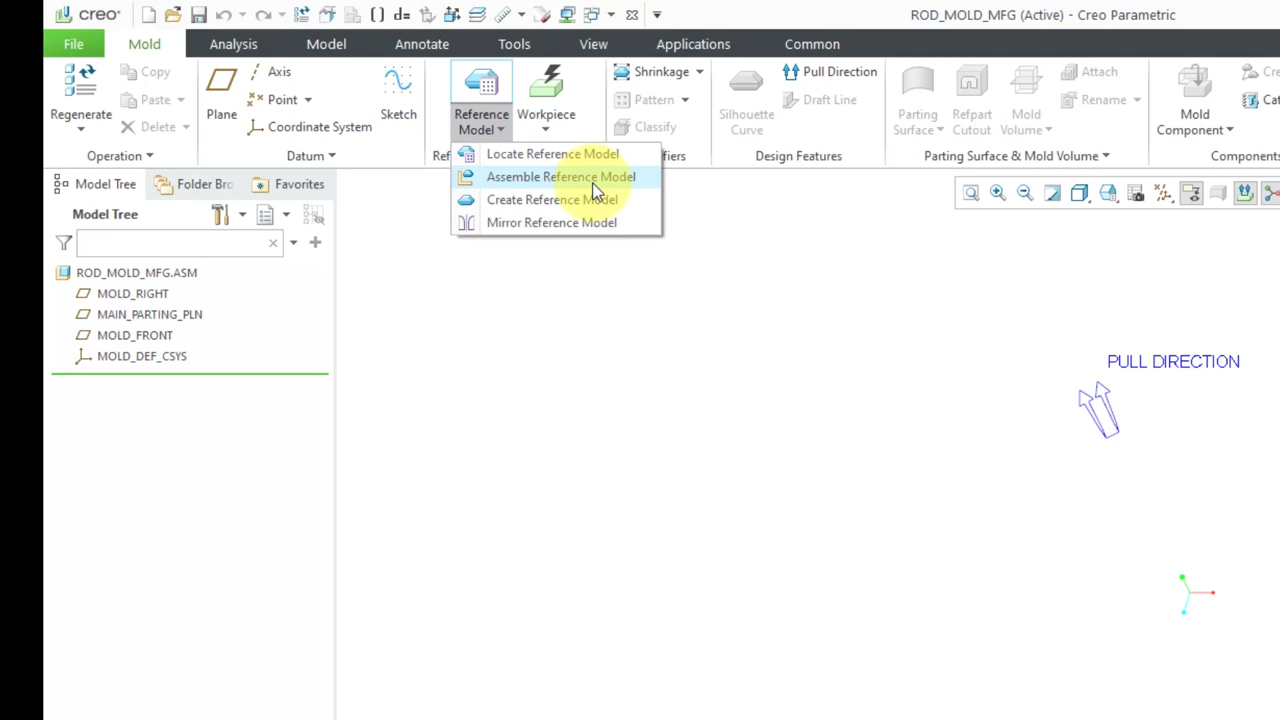 creo
ROD_MOLD_MFG (Active) - Creo Parametric
File Mold Analysis Model Annotate Tools View Applications Common
Regenerate
Copy
Paste
Delete
Plane
Axis
Point
Coordinate System
Sketch
Reference Model
Workpiece
Shrinkage
Pattern
Classify
Silhouette Curve
Pull Direction
Draft Line
Parting Surface
Refpart Cutout
Mold Volume
Attach
Rename
Mold Component
Operation Datum Design Features Parting Surface & Mold Volume Components
Locate Reference Model
Assemble Reference Model
Create Reference Model
Mirror Reference Model
Model Tree Folder Bro Favorites
Model Tree
ROD_MOLD_MFG.ASM
MOLD_RIGHT
MAIN_PARTING_PLN
MOLD_FRONT
MOLD_DEF_CSYS
PULL DIRECTION